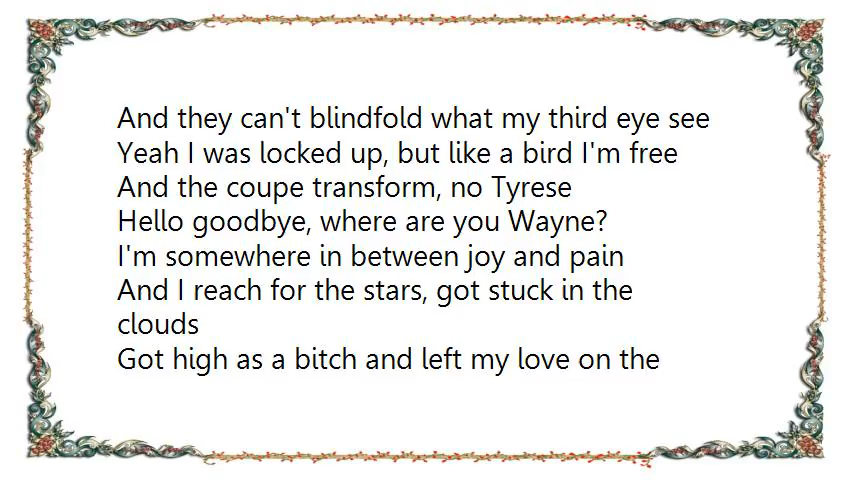 And they can't blindfold what my third eye see
Yeah I was locked up, but like a bird I'm free
And the coupe transform, no Tyrese
Hello goodbye, where are you Wayne?
I'm somewhere in between joy and pain
And I reach for the stars, got stuck in the
clouds
Got high as a bitch and left my love on the